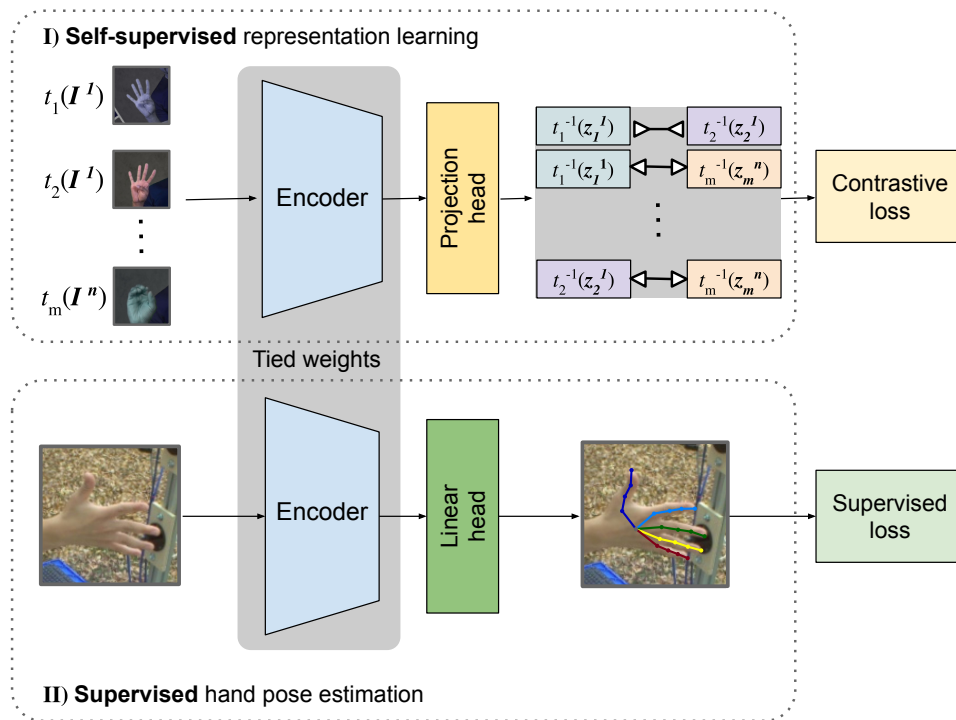 I) Self-supervised representation learning
t₁(I¹)
t₂(I¹)
tₘ(Iⁿ)
Encoder
Projection
head
t₁⁻¹(z₁¹) t₂⁻¹(z₂¹)
t₁⁻¹(z₁¹) tₘ⁻¹(zₘⁿ)
t₂⁻¹(z₂¹) tₘ⁻¹(zₘⁿ)
Contrastive
loss
Tied weights
Encoder
Linear
head
Supervised
loss
II) Supervised hand pose estimation